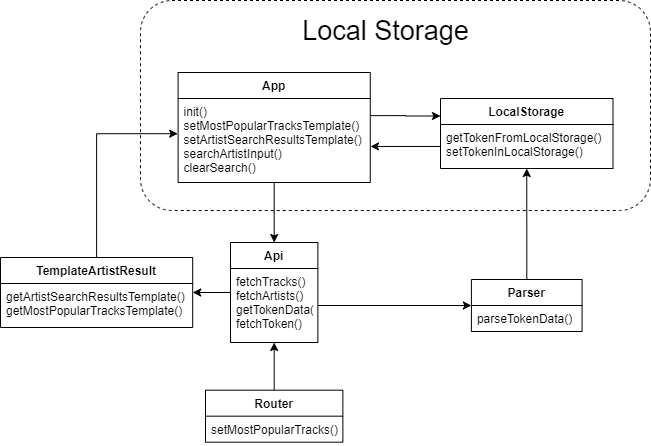 Local Storage
App
init()
setMostPopularTracksTemplate()
setArtistSearchResultsTemplate()
searchArtistInput()
clearSearch()
LocalStorage
getTokenFromLocalStorage()
setTokenInLocalStorage()
TemplateArtistResult
getArtistSearchResultsTemplate()
getMostPopularTracksTemplate()
Api
fetchTracks()
fetchArtists()
getTokenData(
fetchToken()
Parser
parseTokenData()
Router
setMostPopularTracks()